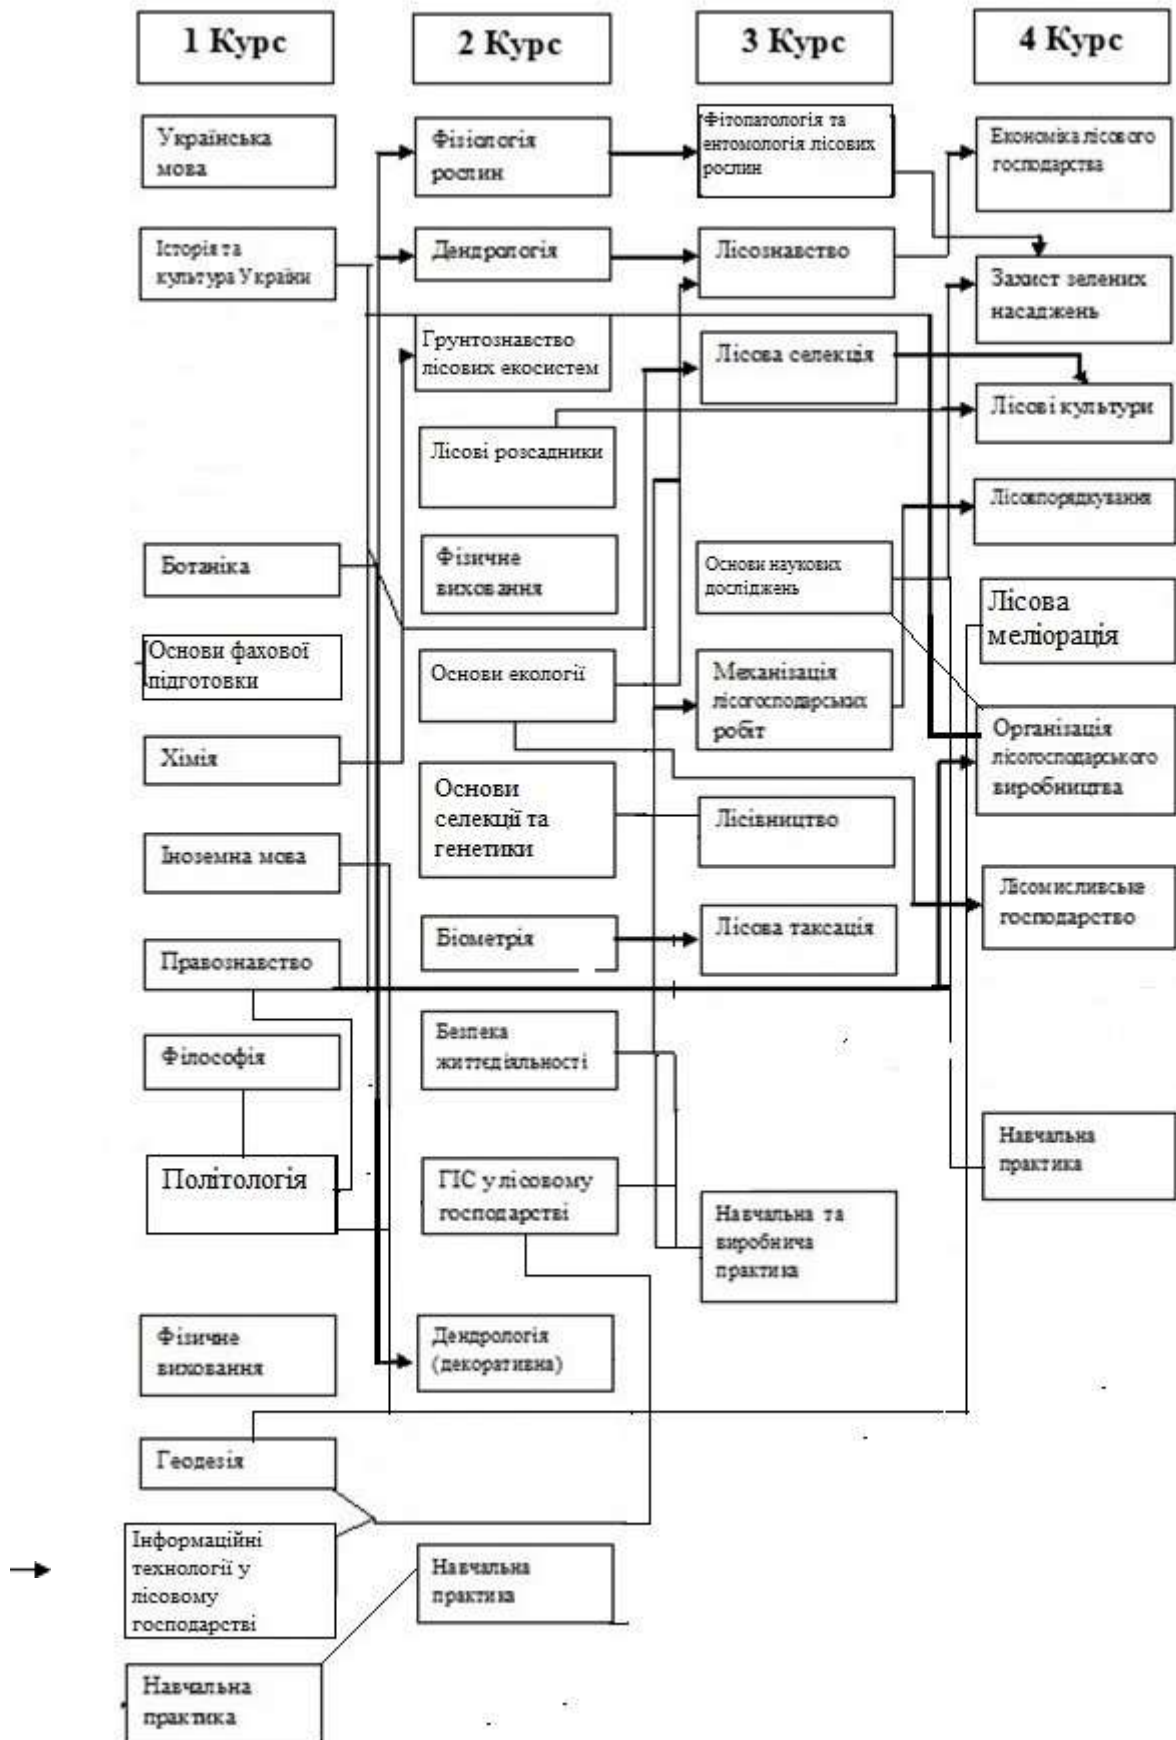 1 Курс
2 Курс
3 Курс
4 Курс
Українська
мова
Історія та
культура України
Ботаніка
Основи фахової
підготовки
Хімія
Іноземна мова
Правознавство
Філософія
Політологія
Фізичне
виховання
Геодезія
Інформаційні
технології у
лісовому
господарстві
Навчальна
практика
Фізіологія
рослин
Дендрологія
Грунтознавство
лісових екосистем
Лісові розсадники
Фізичне
виховання
Основи екології
Основи
селекції та
генетики
Біометрія
Безпека
життєдіяльності
ГІС у лісовому
господарстві
Дендрологія
(декоративна)
Навчальна
практика
Фітопатологія та
ентомологія лісових
рослин
Лісознавство
Лісова селекція
Основи наукових
досліджень
Механізація
лісогосподарських
робіт
Лісівництво
Лісова таксація
Навчальна та
виробнича
практика
Економіка лісового
господарства
Захист зелених
насаджень
Лісові культури
Лісовпорядкування
Лісова
меліорація
Організація
лісогосподарського
виробництва
Лісомисливське
господарство
Навчальна
практика